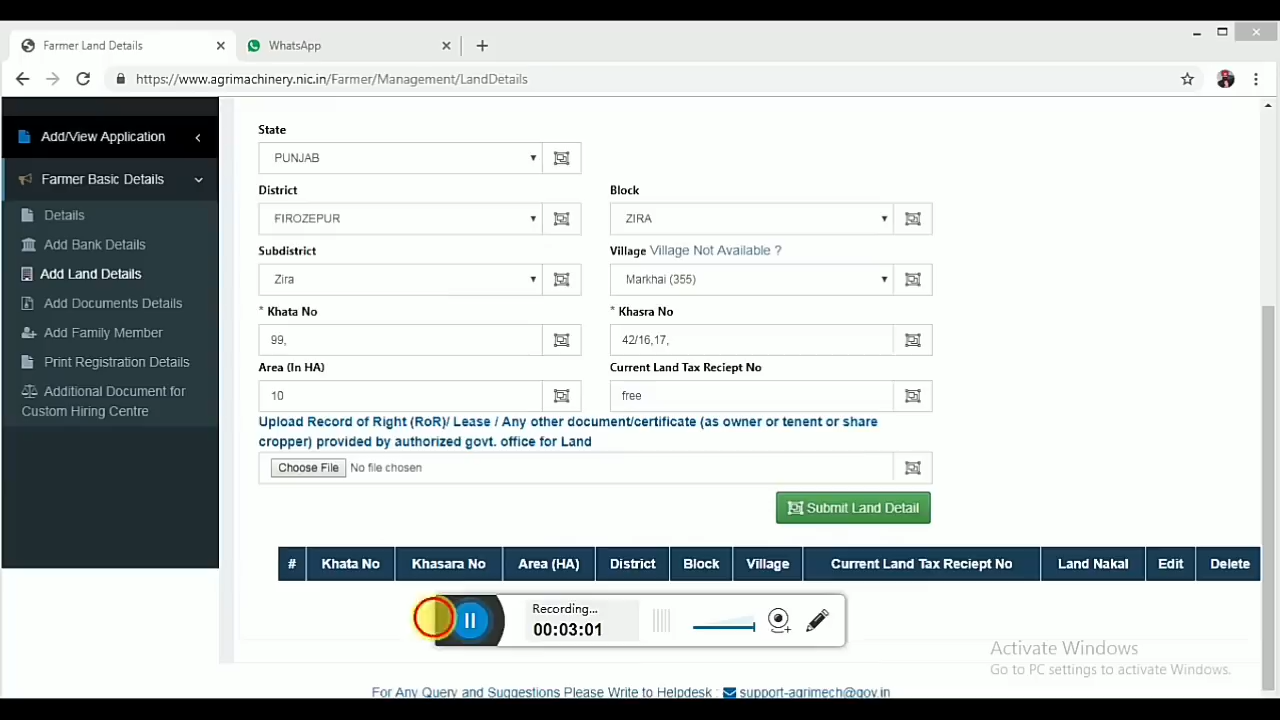 Farmer Land Details
WhatsApp
https://www.agrimachinery.nic.in/Farmer/Management/LandDetails
Add/View Application
Farmer Basic Details
Details
Add Bank Details
Add Land Details
Add Documents Details
Add Family Member
Print Registration Details
Additional Document for
Custom Hiring Centre
State
PUNJAB
District
Block
FIROZEPUR
ZIRA
Subdistrict
Village Village Not Available ?
Zira
Markhai (355)
* Khata No
* Khasra No
99,
42/16,17,
Area (In HA)
Current Land Tax Reciept No
10
free
Upload Record of Right (RoR)/ Lease / Any other document/certificate (as owner or tenent or share
cropper) provided by authorized govt. office for Land
Choose File No file chosen
Submit Land Detail
# Khata No Khasara No Area (HA) District Block Village Current Land Tax Reciept No Land Nakal Edit Delete
Recording...
00:03:01
Activate Windows
Go to PC settings to activate Windows.
For Any Query and Suggestions Please Write to Helpdesk : support-agrimech@gov.in